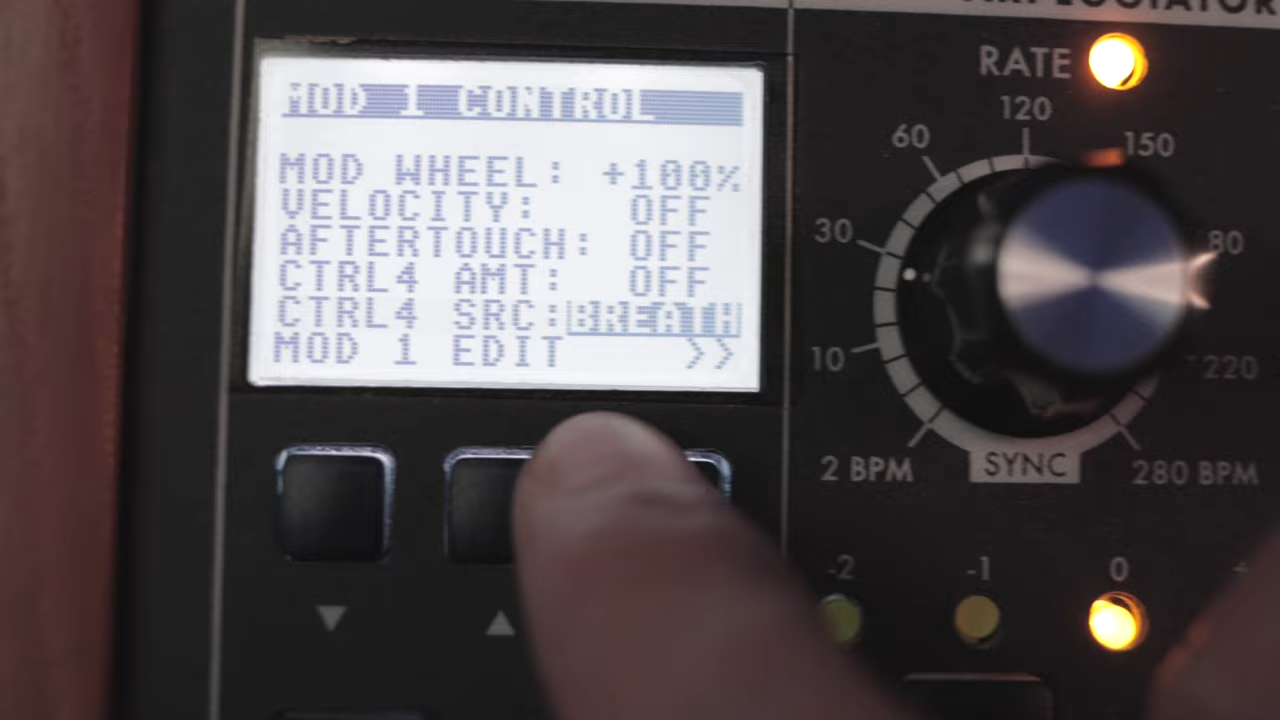 MOD 1 CONTROL
MOD WHEEL: +100%
VELOCITY: OFF
AFTERTOUCH: OFF
CTRL4 AMT: OFF
CTRL4 SRC: BREATH
MOD 1 EDIT >>
RATE
120
60
150
30
80
10
220
2 BPM
SYNC
280 BPM
-2
-1
0